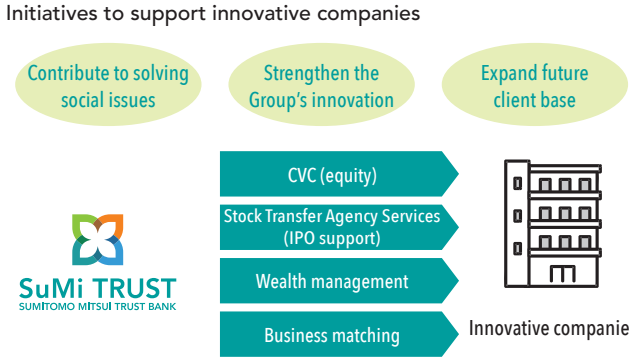 Initiatives to support innovative companies
Contribute to solving
social issues
Strengthen the
Group's innovation
Expand future
client base
CVC (equity)
Stock Transfer Agency Services
(IPO support)
Wealth management
Business matching
SuMi TRUST
SUMITOMO MITSUI TRUST BANK
Innovative companie